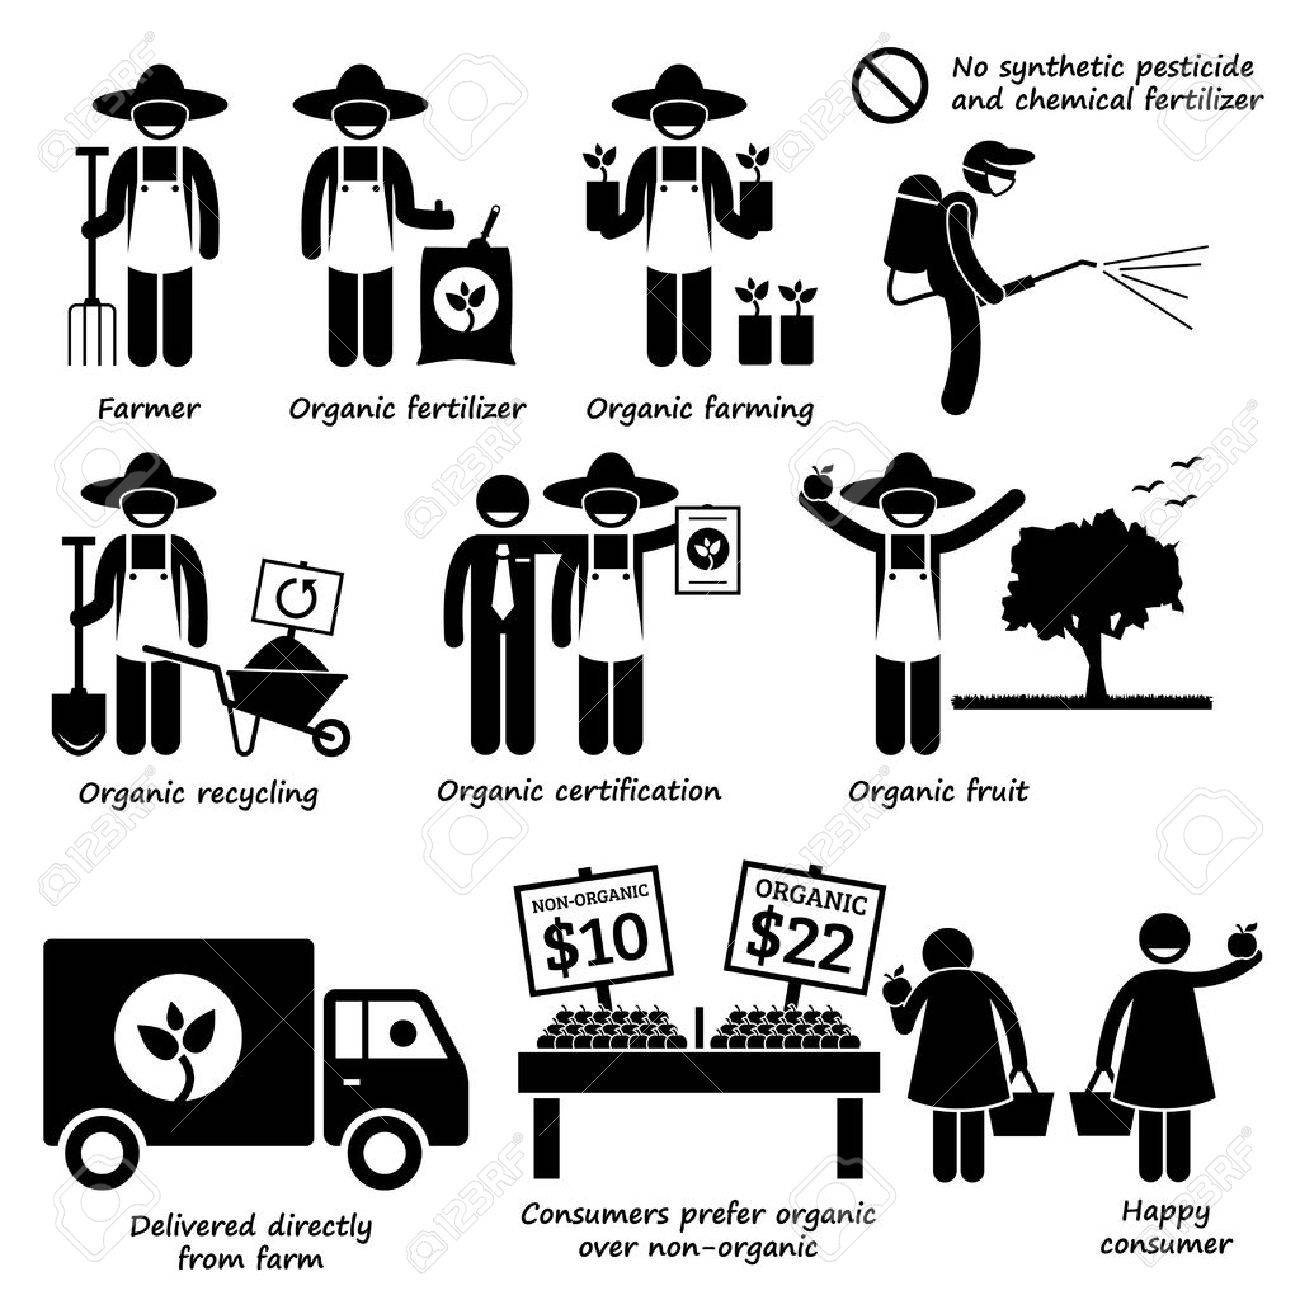 No synthetic pesticide
and chemical fertilizer
Farmer
Organic fertilizer
Organic farming
Organic recycling
Organic certification
Organic fruit
NON-ORGANIC
$10
ORGANIC
$22
Delivered directly
from farm
Consumers prefer organic
over non-organic
Happy
consumer
123RF